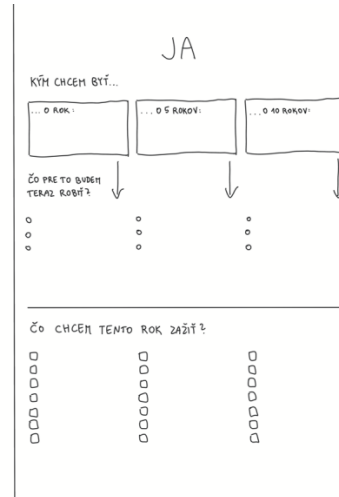 JA
KÝM CHCEM BYŤ...
... O ROK:
... O 5 ROKOV:
...O 10 ROKOV:
ČO PRE TO BUDEM
TERAZ ROBIŤ?
ČO CHCEM TENTO ROK ZAŽIŤ?